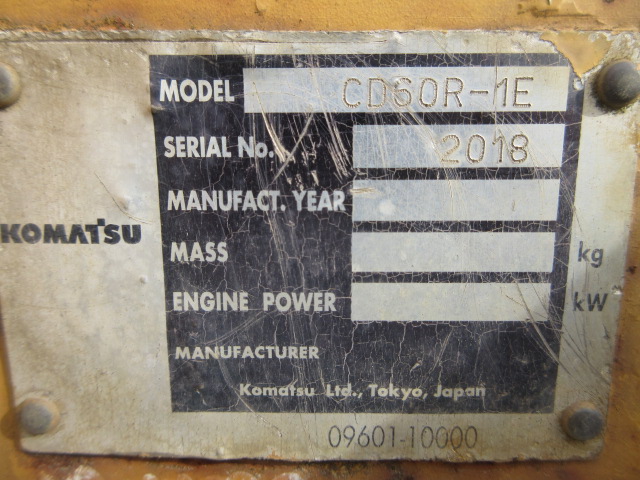 MODEL CD60R-1E
SERIAL No. 2018
MANUFACT. YEAR
KOMATSU
MASS kg
ENGINE POWER kW
MANUFACTURER
Komatsu Ltd., Tokyo, Japan
09601-10000